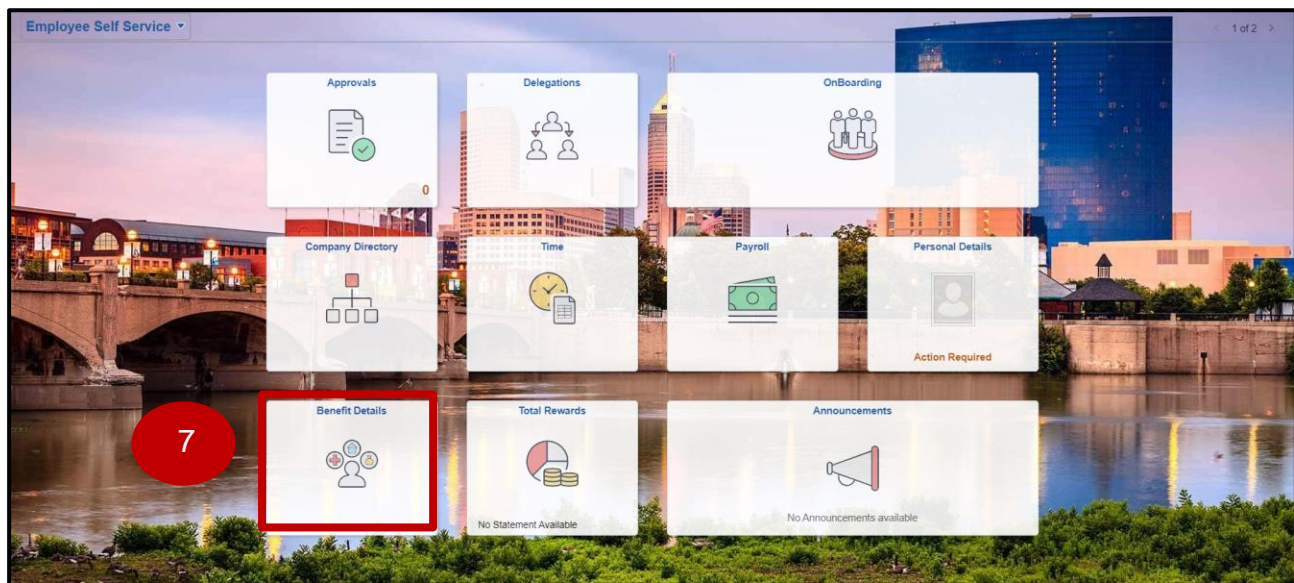 Employee Self Service
1 of 2
Approvals
Delegations
OnBoarding
0
Company Directory
Time
Payroll
Personal Details
Action Required
7
Benefit Details
Total Rewards
Announcements
No Statement Available
No Announcements available